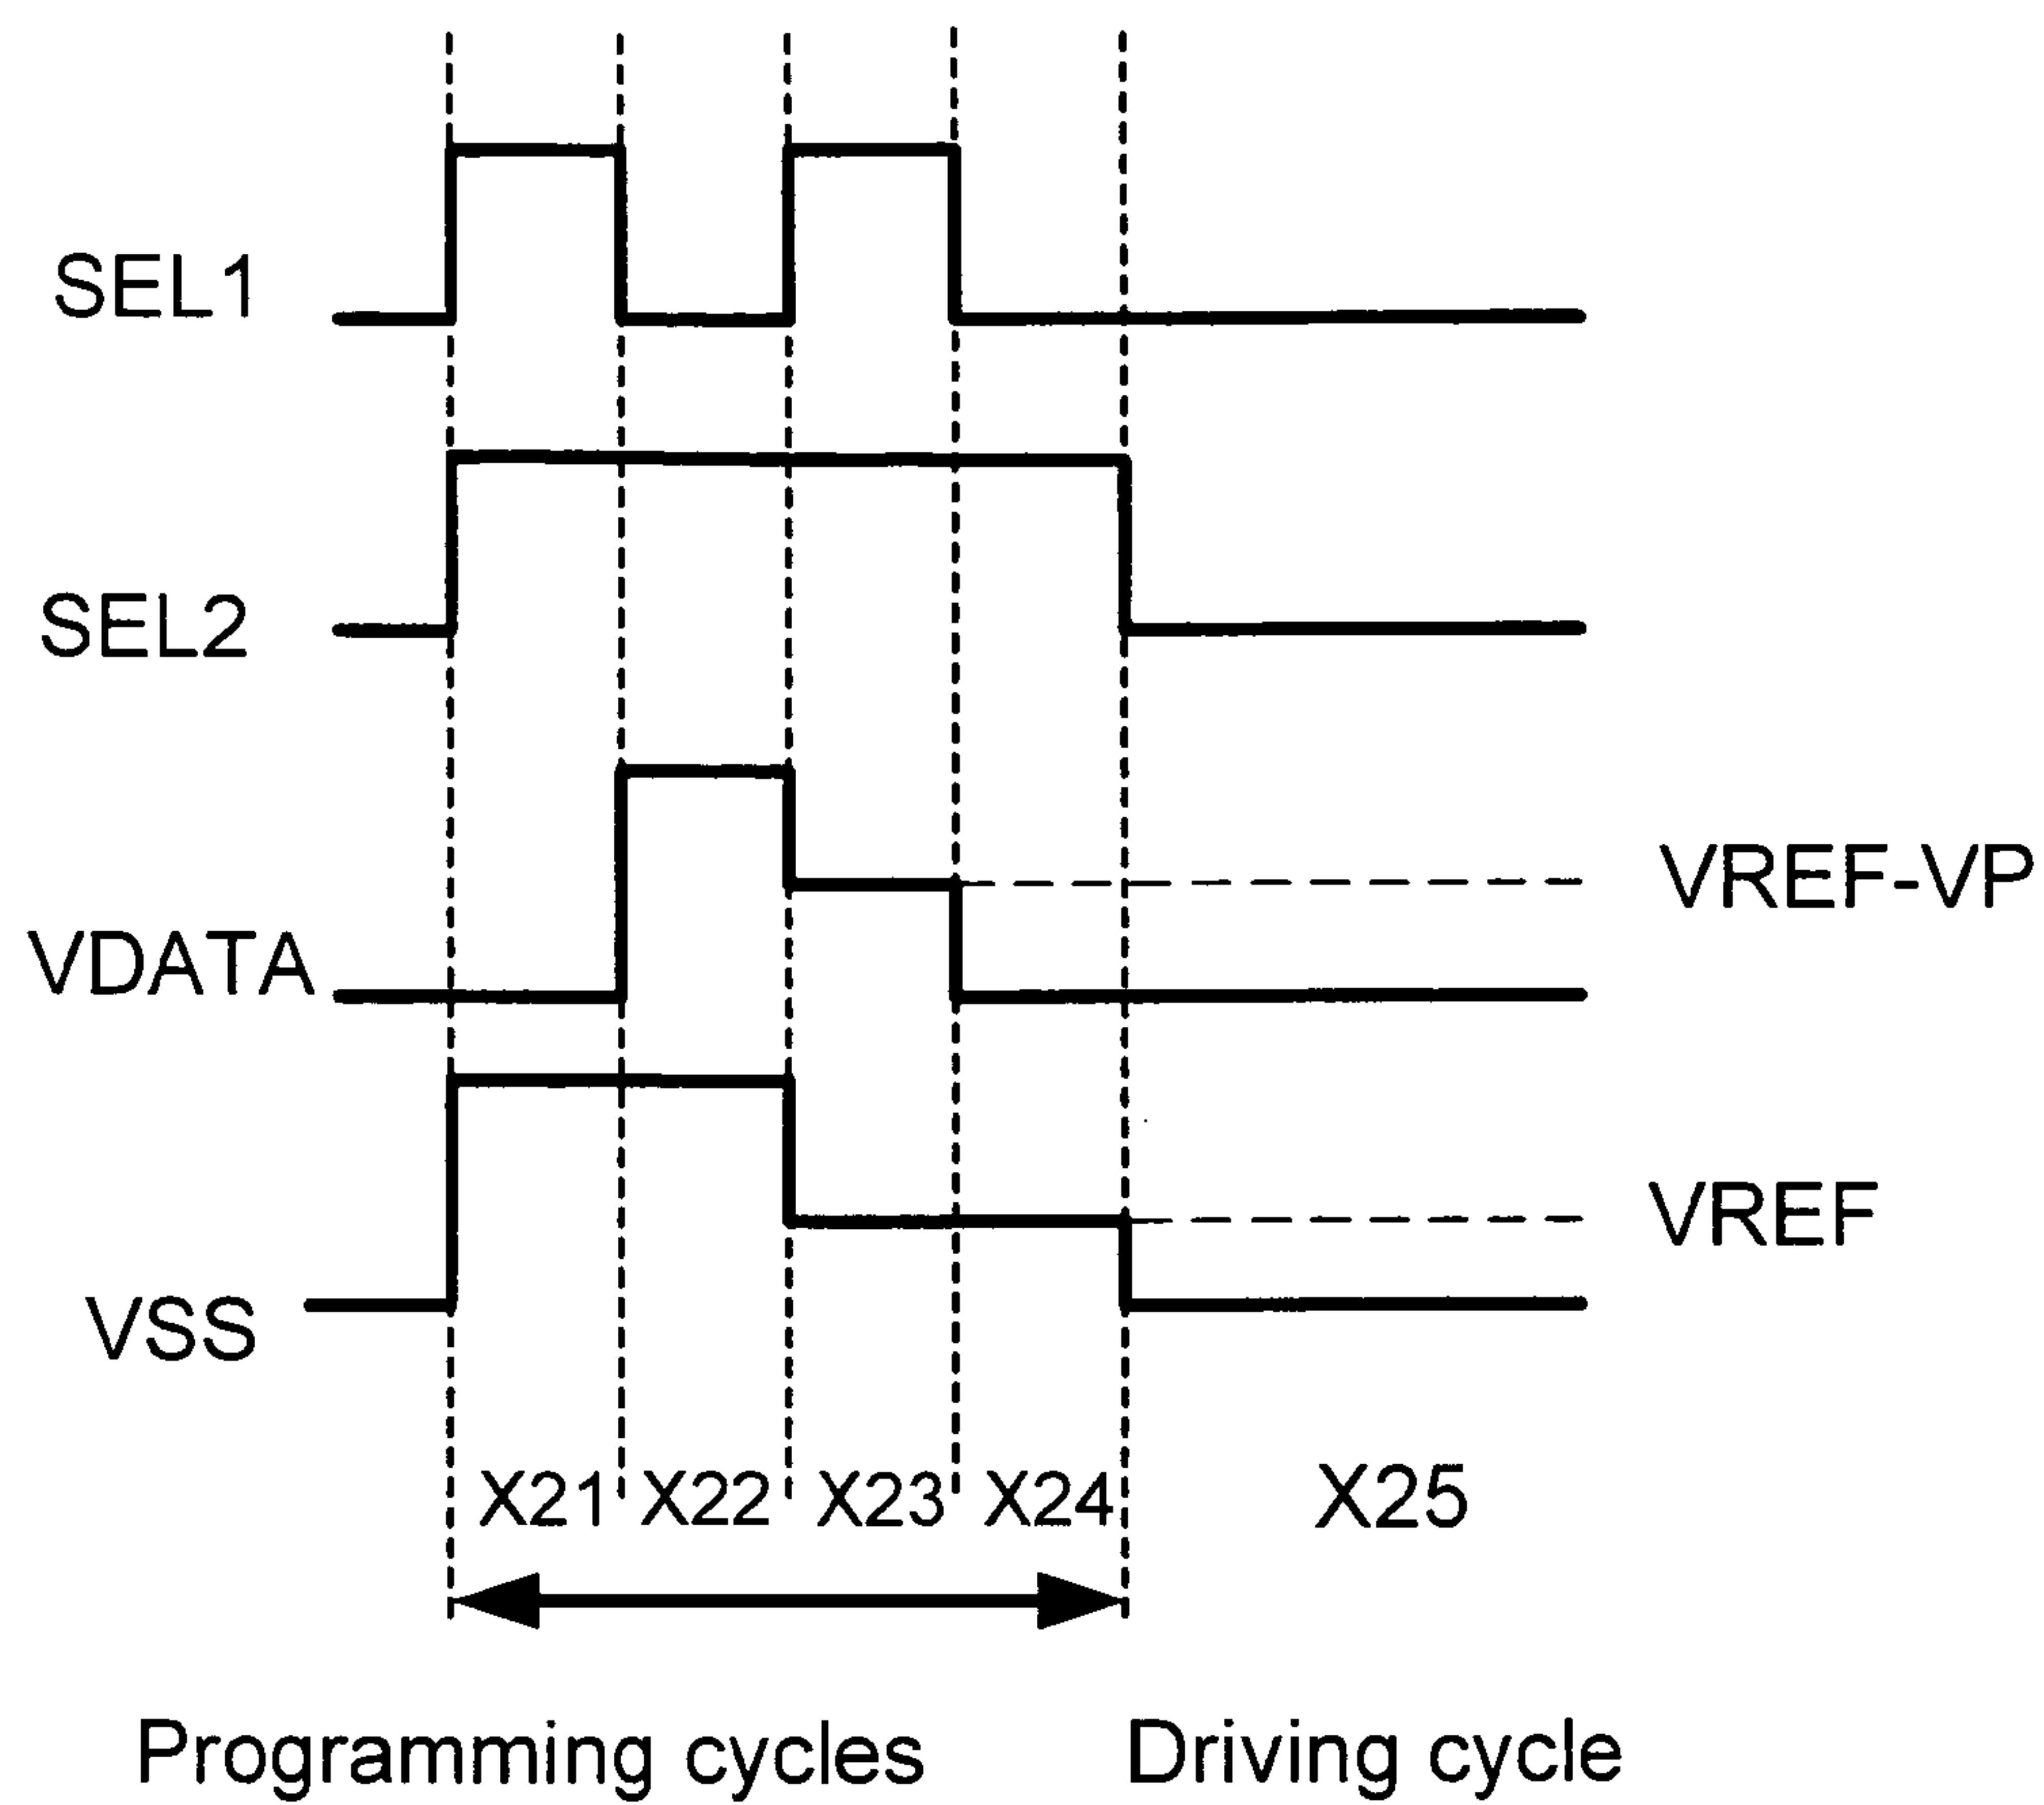 SEL1
SEL2
VREF-VP
VDATA
VREF
VSS
X21 X22 X23 X24 X25
Programming cycles Driving cycle